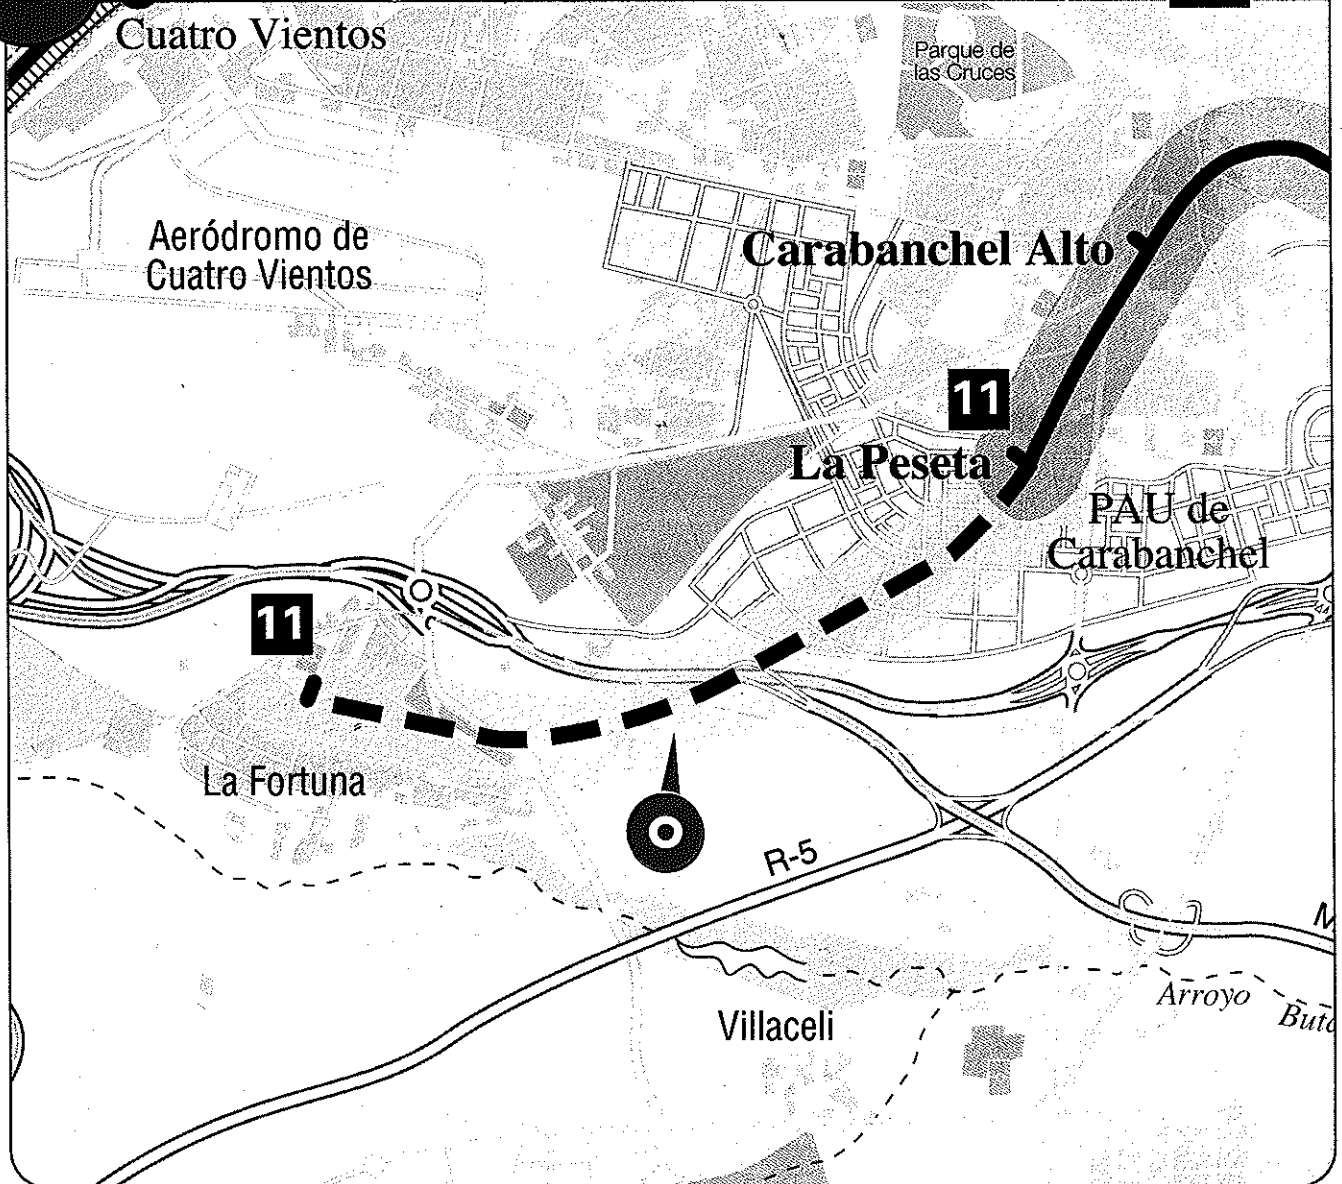 Cuatro Vientos
Parque de
las Cruces
Aeródromo de
Cuatro Vientos
Carabanchel Alto
11
La Peseta
PAU de
Carabanchel
11
La Fortuna
R-5
Villaceli
Arroyo